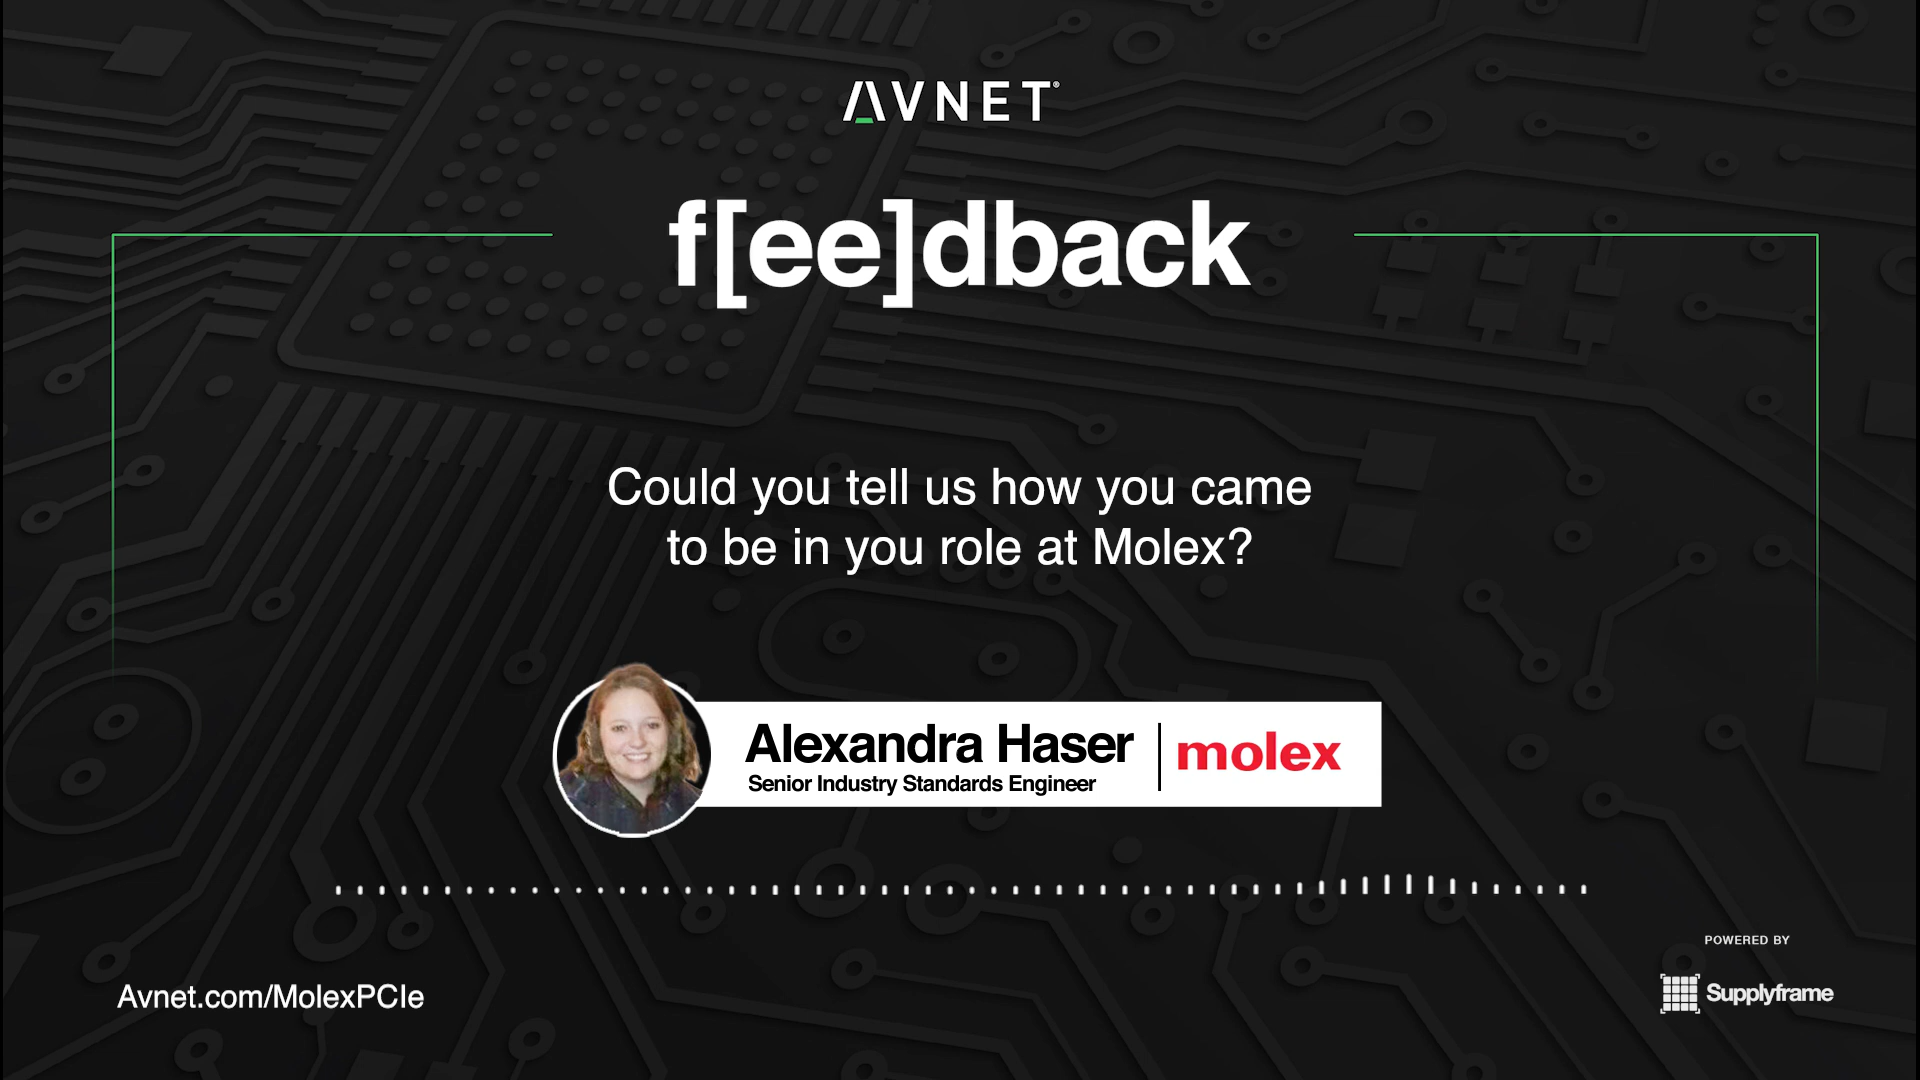 AVNET®
f[ee]dback
Could you tell us how you came
to be in you role at Molex?
Alexandra Haser
Senior Industry Standards Engineer
molex
POWERED BY
Supplyframe
Avnet.com/MolexPCIe